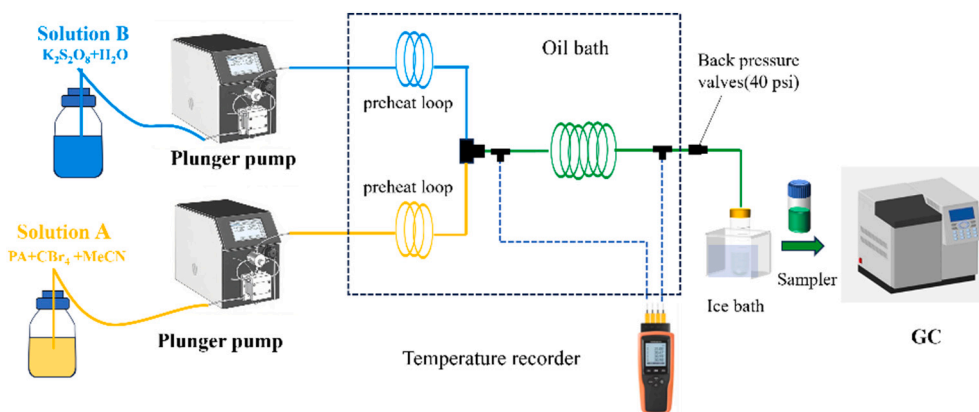 Solution B
K₂S₂O₈+H₂O
Plunger pump
preheat loop
Oil bath
Back pressure
valves(40 psi)
preheat loop
Solution A
PA+CBr₄ +MeCN
Plunger pump
Temperature recorder
Ice bath
Sampler
GC